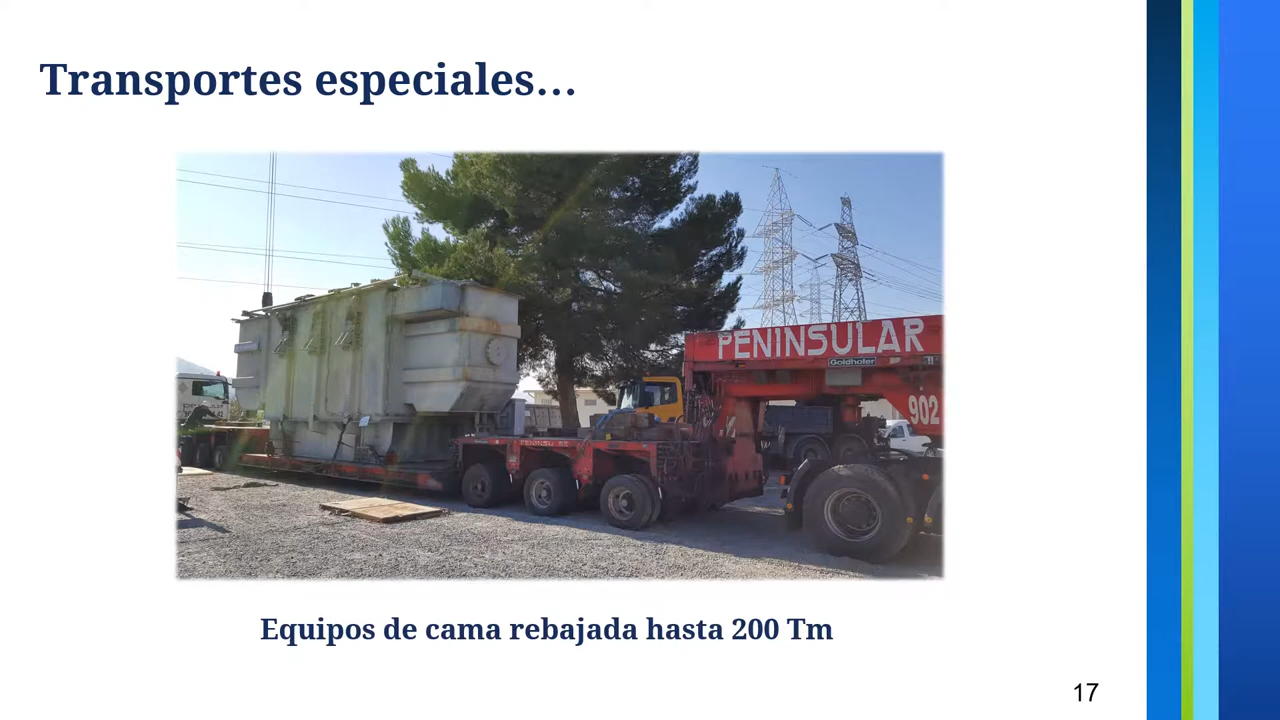 Transportes especiales...
PENINSULAR
Goldhofer
902
Equipos de cama rebajada hasta 200 Tm
17